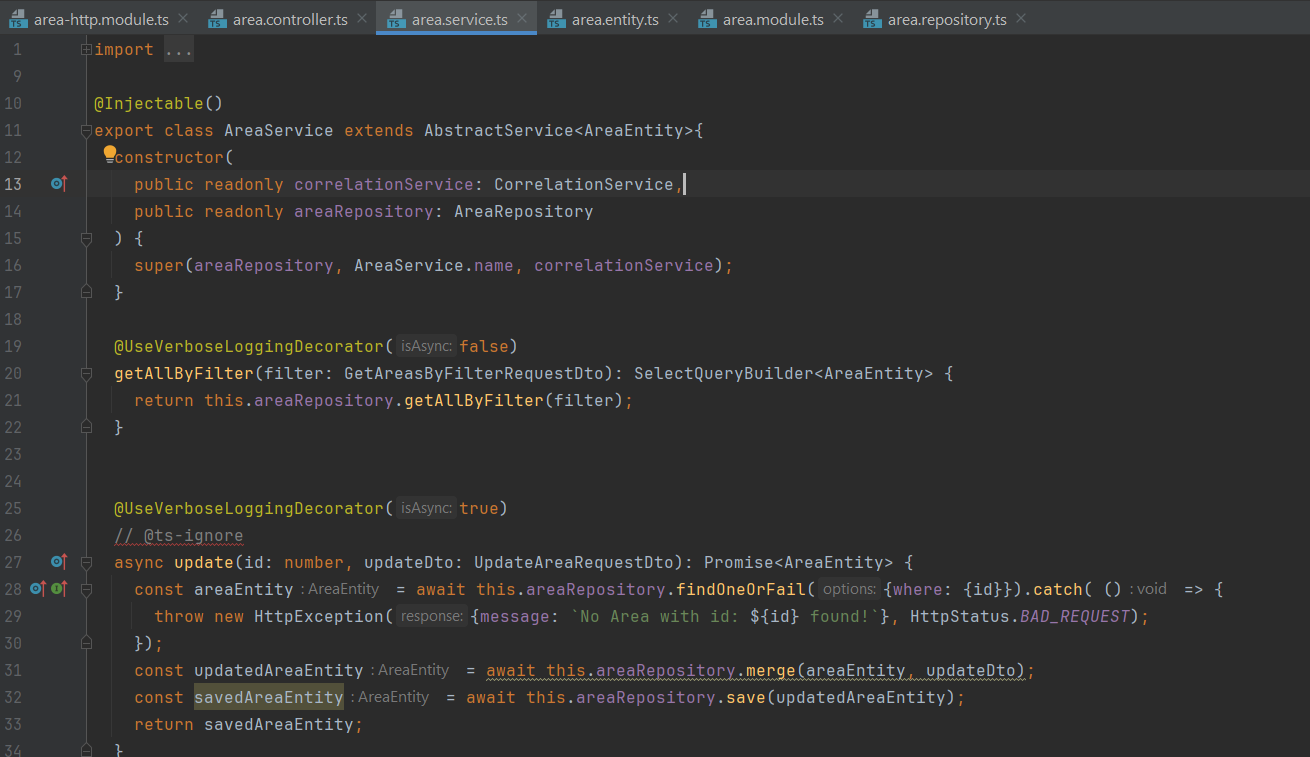 area-http.module.ts area.controller.ts area.service.ts area.entity.ts area.module.ts area.repository.ts
1 import ...
9
10 @Injectable()
11 export class AreaService extends AbstractService<AreaEntity>{
12 constructor(
13 public readonly correlationService: CorrelationService,
14 public readonly areaRepository: AreaRepository
15 ) {
16 super(areaRepository, AreaService.name, correlationService);
17 }
18
19 @UseVerboseLoggingDecorator( isAsync: false)
20 getAllByFilter(filter: GetAreasByFilterRequestDto): SelectQueryBuilder<AreaEntity> {
21 return this.areaRepository.getAllByFilter(filter);
22 }
23
24
25 @UseVerboseLoggingDecorator( isAsync: true)
26 // @ts-ignore
27 async update(id: number, updateDto: UpdateAreaRequestDto): Promise<AreaEntity> {
28 const areaEntity : AreaEntity = await this.areaRepository.findOneOrFail( options: {where: {id}}).catch( () : void => {
29 throw new HttpException( response: {message: `No Area with id: ${id} found!`}, HttpStatus.BAD_REQUEST);
30 });
31 const updatedAreaEntity : AreaEntity = await this.areaRepository.merge(areaEntity, updateDto);
32 const savedAreaEntity : AreaEntity = await this.areaRepository.save(updatedAreaEntity);
33 return savedAreaEntity;
34 }